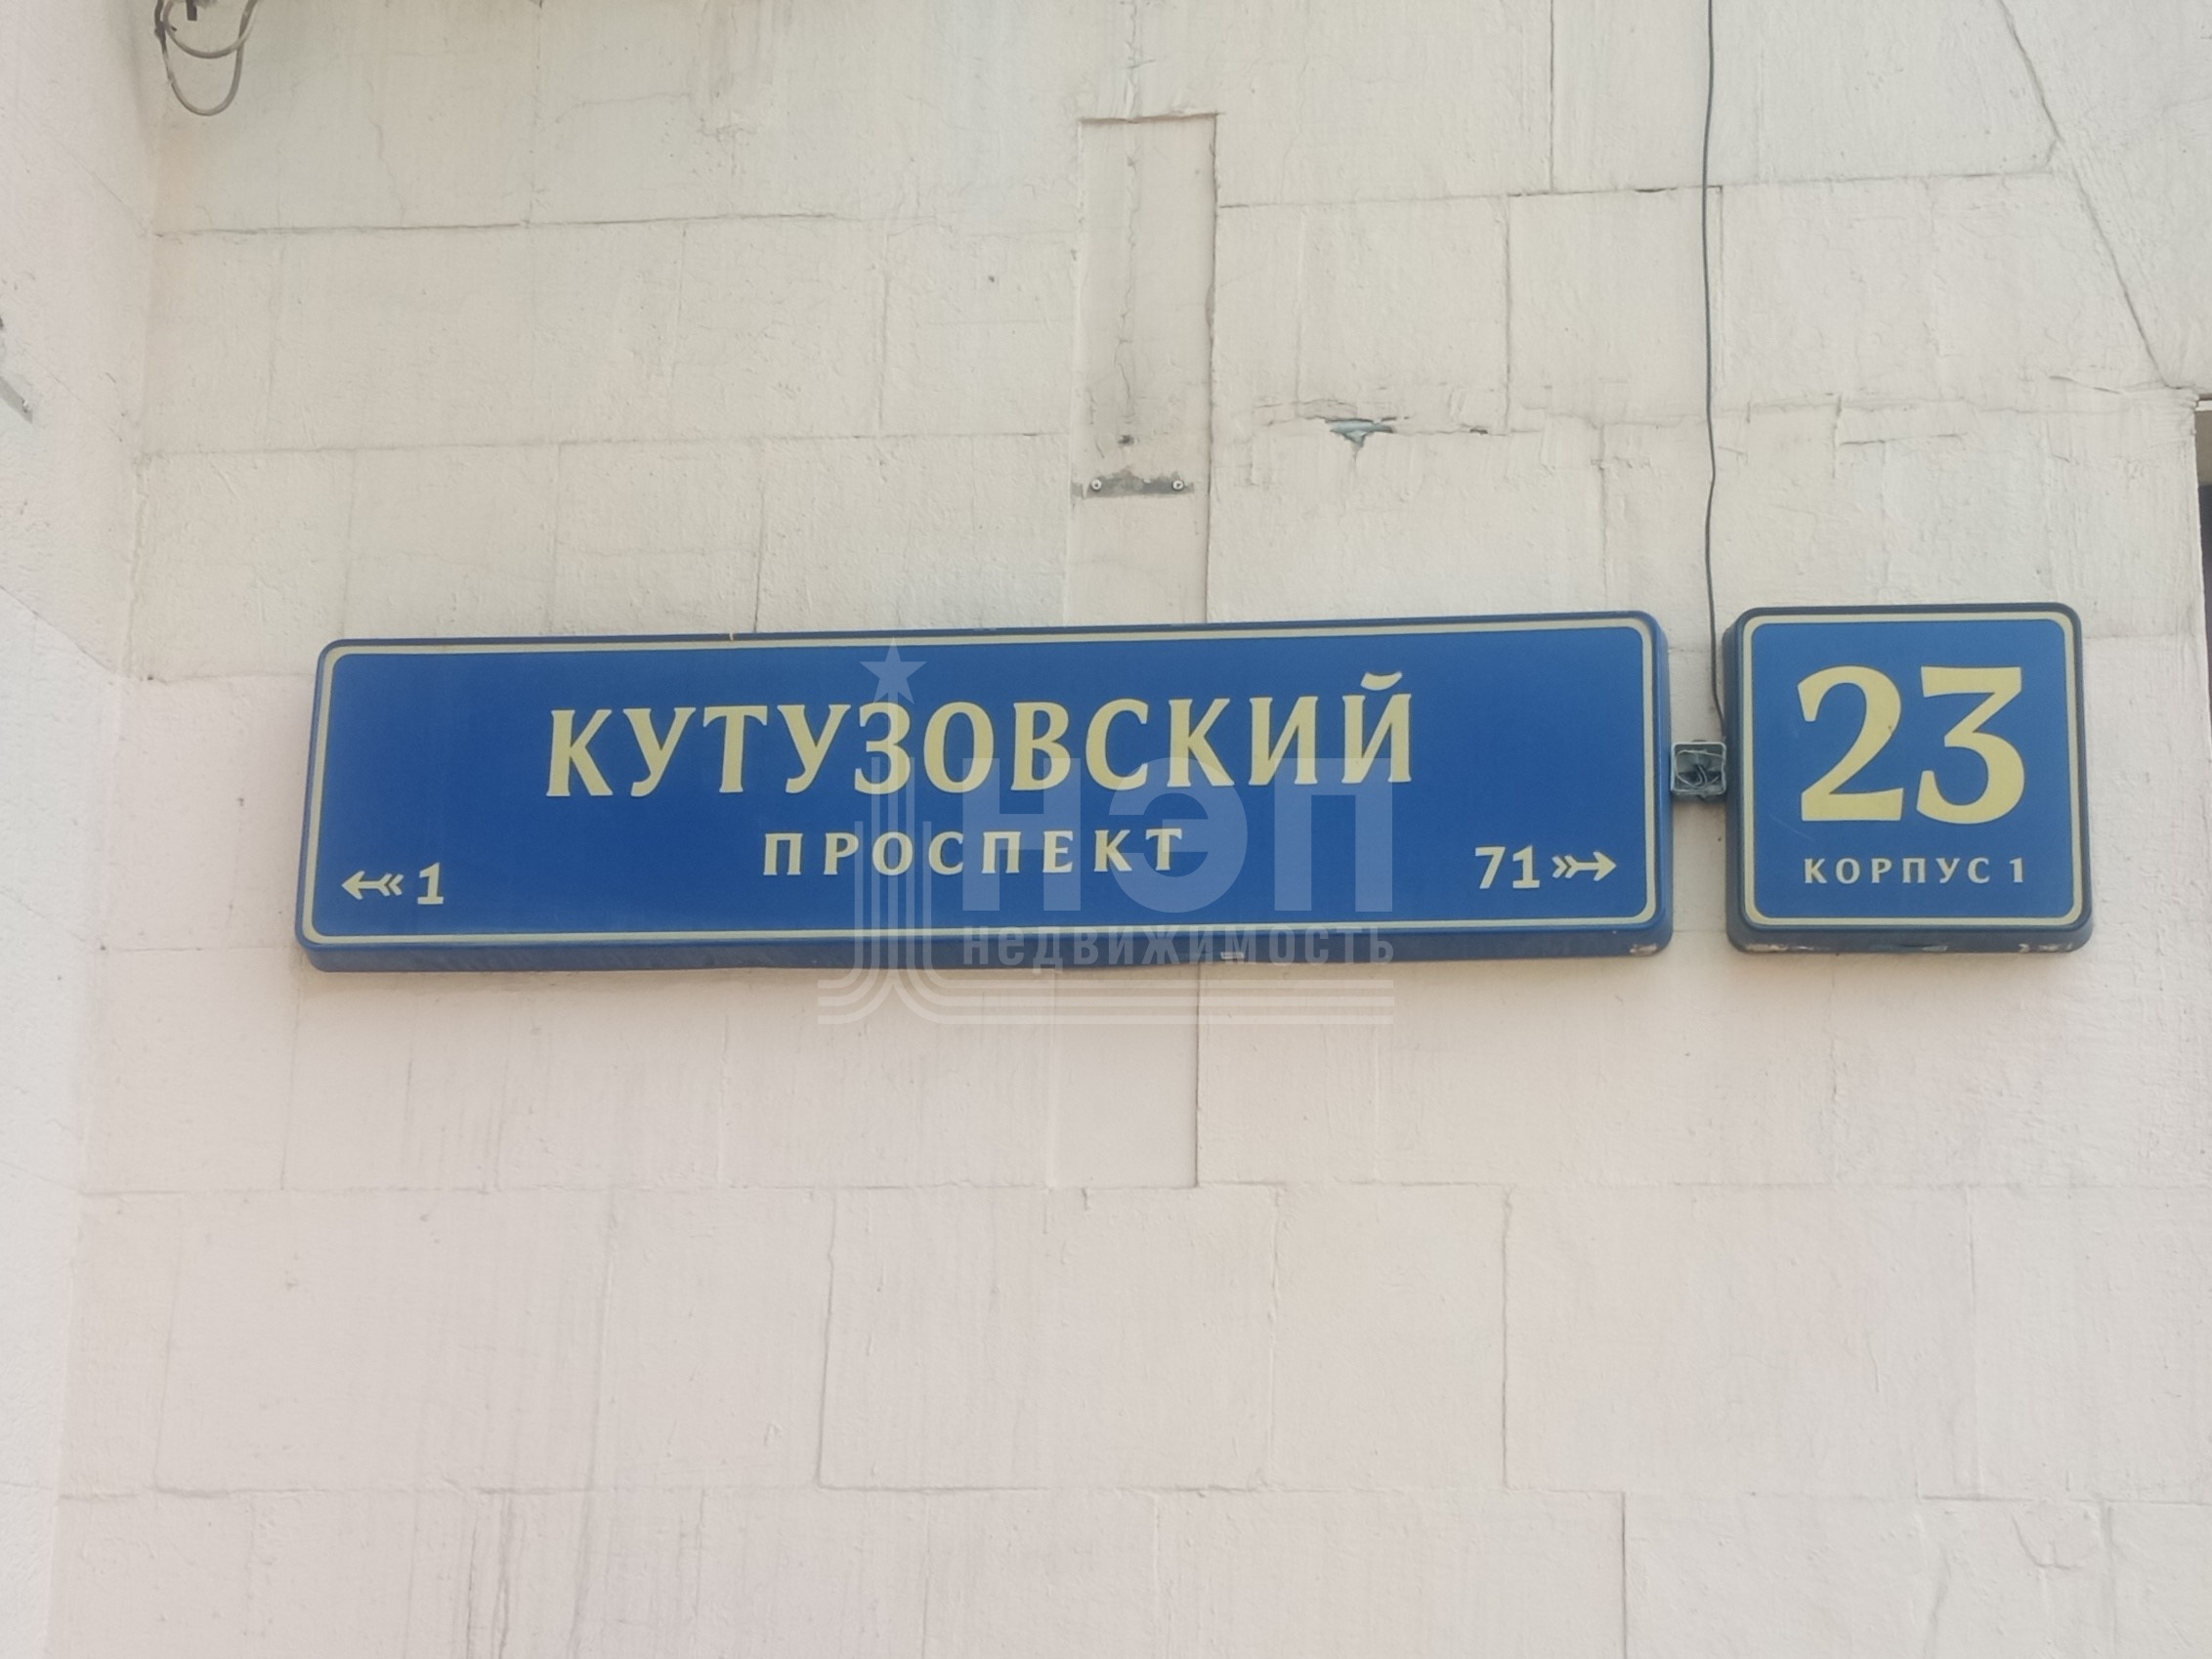 КУТУЗОВСКИЙ
ПРОСПЕКТ
1
71
23
КОРПУС 1
НЭП
недвижимость